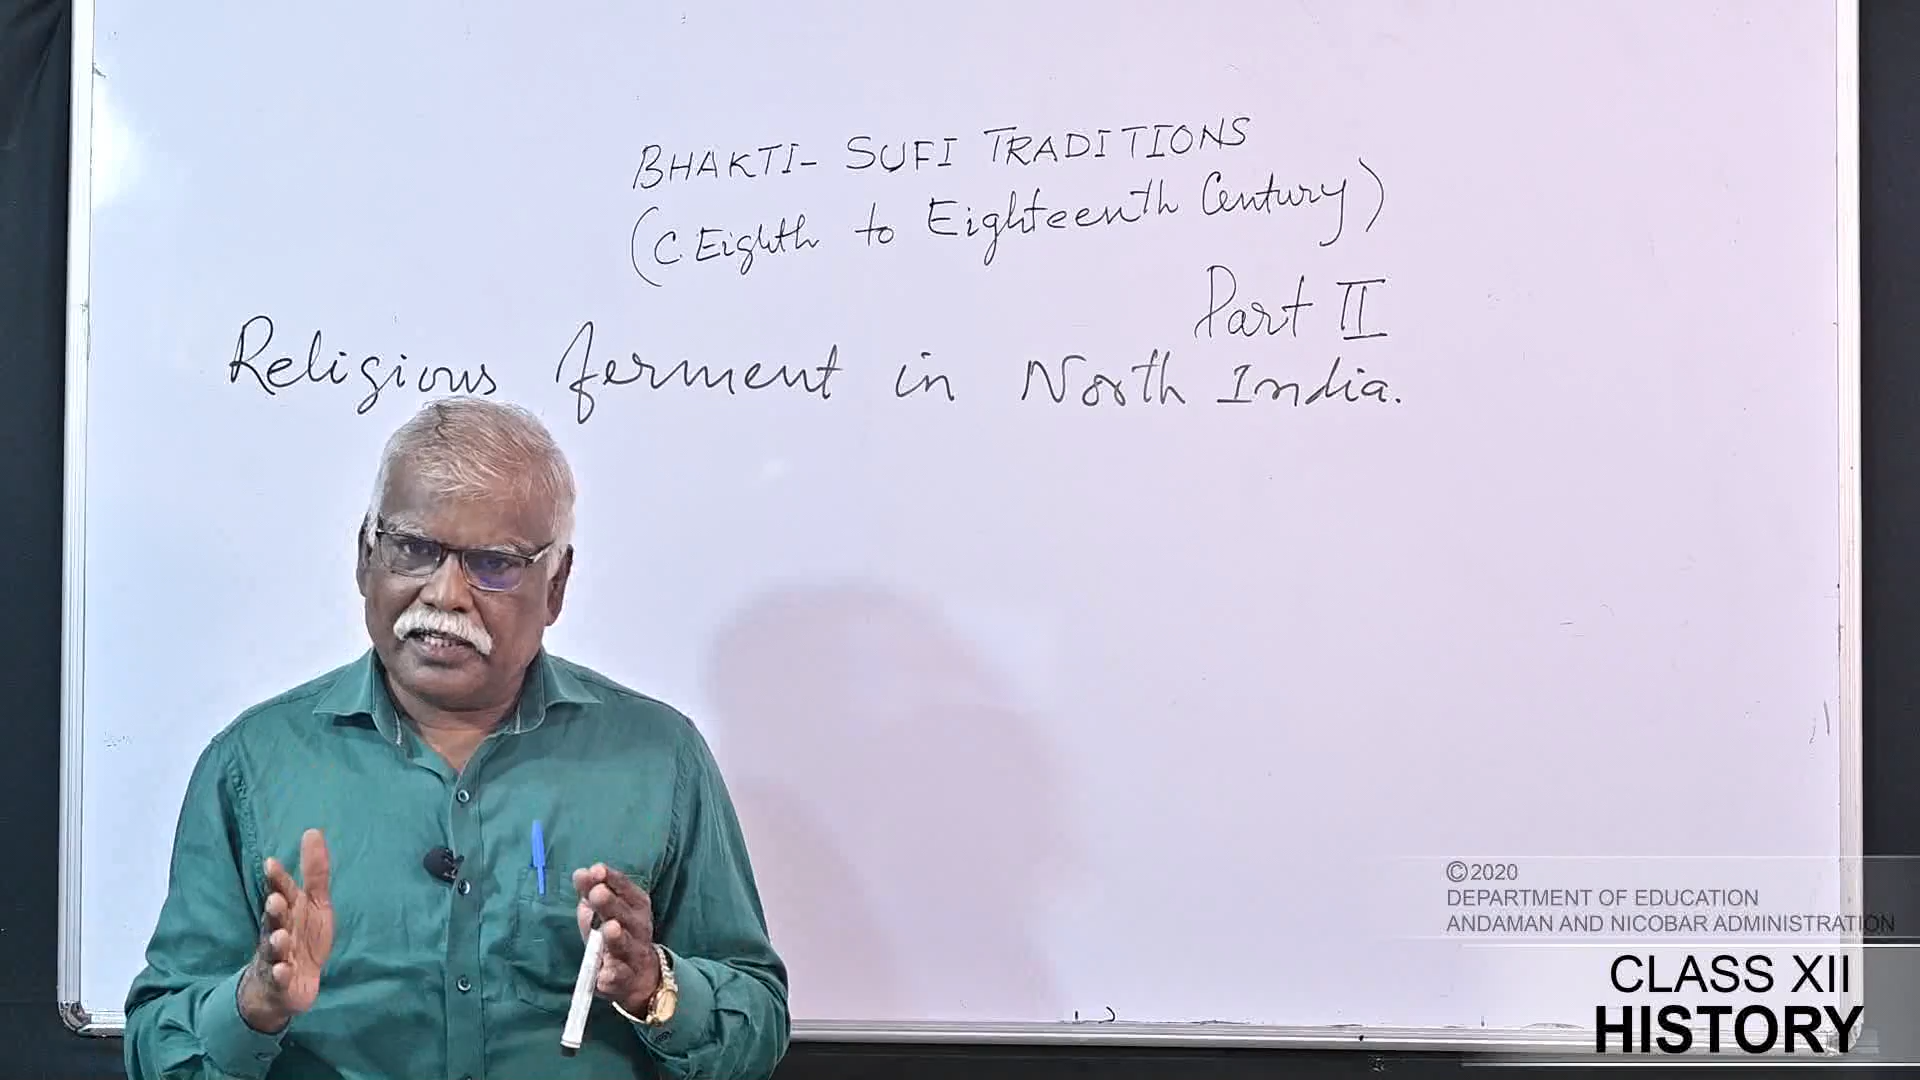 BHAKTI- SUFI TRADITIONS
(C. Eighth to Eighteenth Century)
Part II
Religious ferment in North India.
©2020
DEPARTMENT OF EDUCATION
ANDAMAN AND NICOBAR ADMINISTRATION
CLASS XII
HISTORY